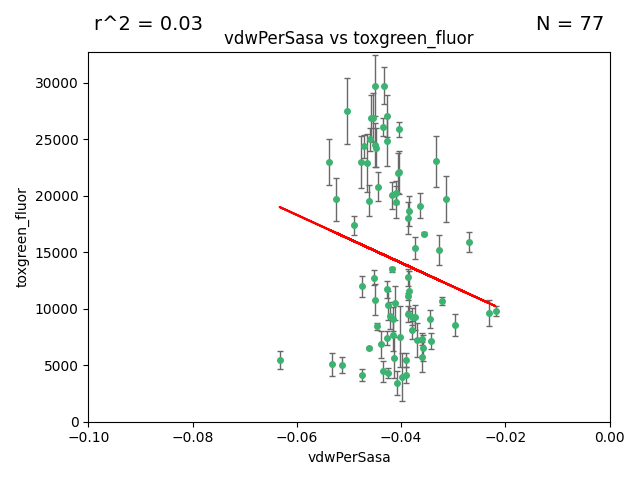 r^2 = 0.03
N = 77
vdwPerSasa vs toxgreen_fluor
30000
25000
20000
15000
10000
5000
0
toxgreen_fluor
−0.10
−0.08
−0.06
−0.04
−0.02
0.00
vdwPerSasa